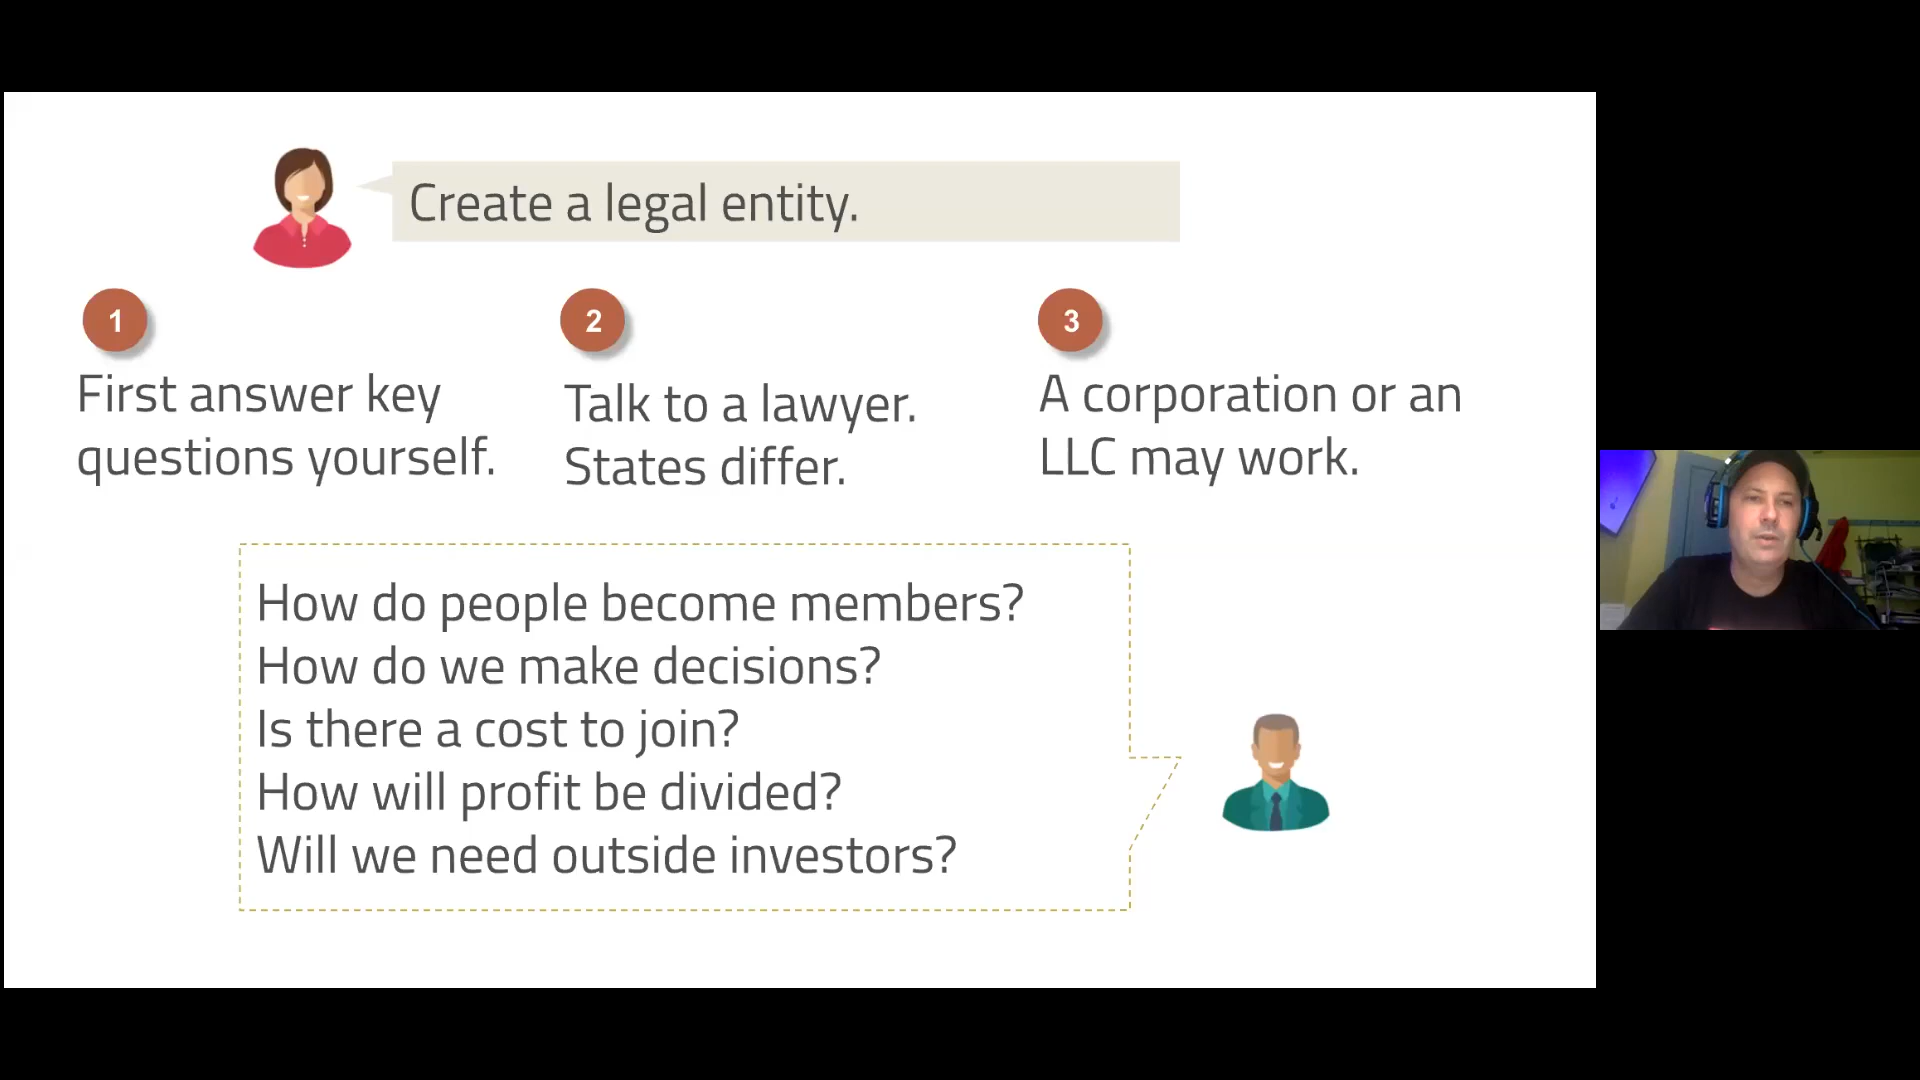 Create a legal entity.
1
First answer key
questions yourself.
2
Talk to a lawyer.
States differ.
3
A corporation or an
LLC may work.
How do people become members?
How do we make decisions?
Is there a cost to join?
How will profit be divided?
Will we need outside investors?